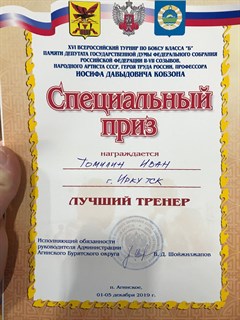 XVI ВСЕРОССИЙСКИЙ ТУРНИР ПО БОКСУ КЛАССА "Б"
ПАМЯТИ ДЕПУТАТА ГОСУДАРСТВЕННОЙ ДУМЫ ФЕДЕРАЛЬНОГО СОБРАНИЯ
РОССИЙСКОЙ ФЕДЕРАЦИИ II-VII СОЗЫВОВ,
НАРОДНОГО АРТИСТА СССР, ГЕРОЯ ТРУДА РОССИИ, ПРОФЕССОРА
ИОСИФА ДАВЫДОВИЧА КОБЗОНА
Специальный
приз
награждается
Томилин Иван
г. Иркутск
ЛУЧШИЙ ТРЕНЕР
Исполняющий обязанности
руководителя Администрации
Агинского Бурятского округа
Б.Д. Шойжилжапов
п. Агинское,
01-05 декабря 2019 г.